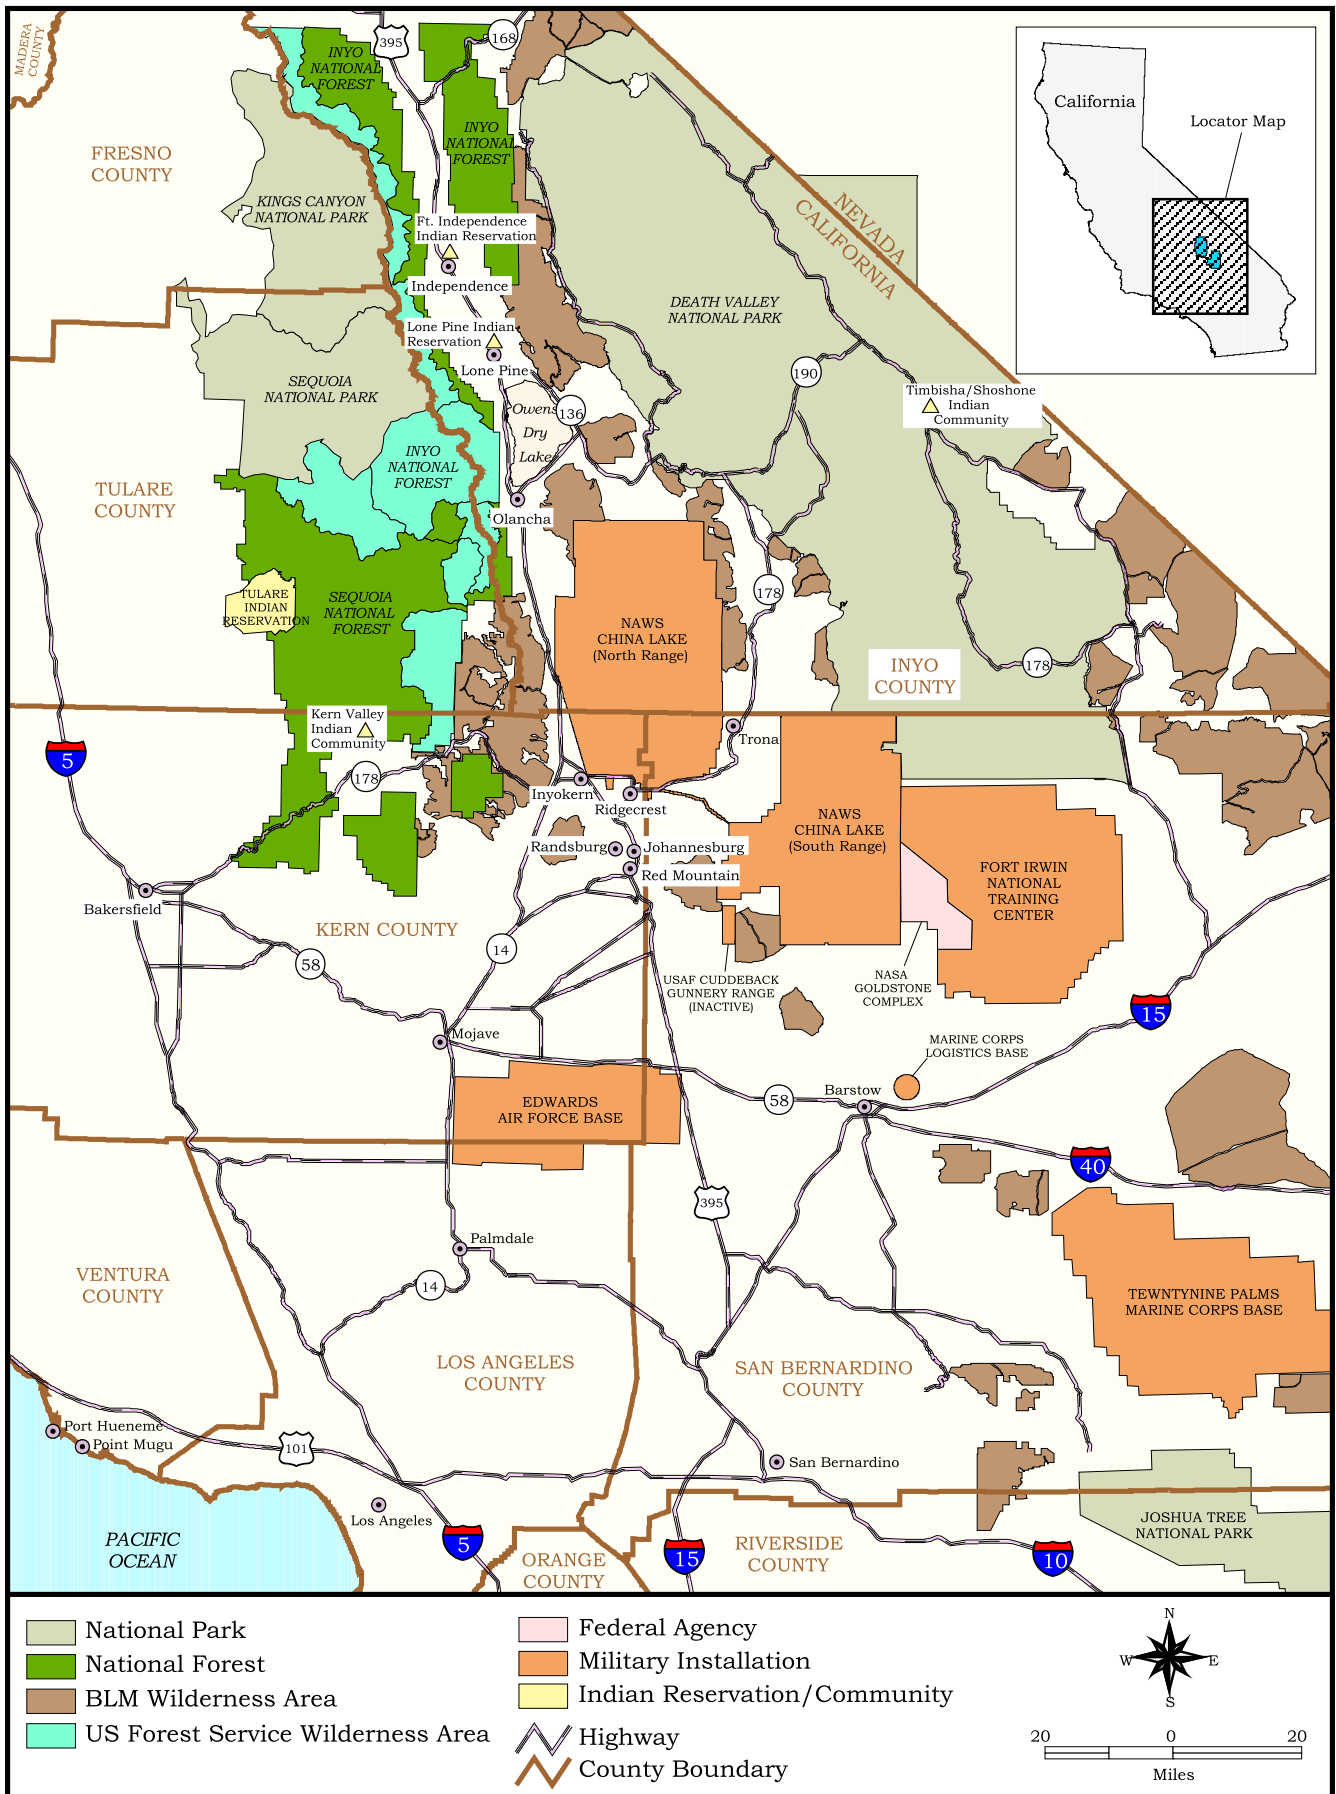 MADERA
COUNTY
395
168
INYO
NATIONAL
FOREST
INYO
NATIONAL
FOREST
California
Locator Map
FRESNO
COUNTY
KINGS CANYON
NATIONAL PARK
NEVADA
CALIFORNIA
Ft. Independence
Indian Reservation
Independence
DEATH VALLEY
NATIONAL PARK
Lone Pine Indian
Reservation
Lone Pine
190
SEQUOIA
NATIONAL PARK
Timbisha/Shoshone
Indian
Community
136
Owens
Dry
Lake
INYO
NATIONAL
FOREST
TULARE
COUNTY
Olancha
178
TULARE
INDIAN
RESERVATION
SEQUOIA
NATIONAL
FOREST
NAWS
CHINA LAKE
(North Range)
INYO
COUNTY
178
Kern Valley
Indian
Community
Trona
5
178
Inyokern
Ridgecrest
NAWS
CHINA LAKE
(South Range)
Randsburg
Johannesburg
Red Mountain
FORT IRWIN
NATIONAL
TRAINING
CENTER
Bakersfield
KERN COUNTY
14
58
USAF CUDDEBACK
GUNNERY RANGE
(INACTIVE)
NASA
GOLDSTONE
COMPLEX
15
Mojave
MARINE CORPS
LOGISTICS BASE
Barstow
58
EDWARDS
AIR FORCE BASE
40
395
Palmdale
14
VENTURA
COUNTY
TEWNTYNINE PALMS
MARINE CORPS BASE
LOS ANGELES
COUNTY
SAN BERNARDINO
COUNTY
Port Hueneme
Point Mugu
101
San Bernardino
Los Angeles
JOSHUA TREE
NATIONAL PARK
PACIFIC
OCEAN
5
15
10
ORANGE
COUNTY
RIVERSIDE
COUNTY
National Park
National Forest
BLM Wilderness Area
US Forest Service Wilderness Area
Federal Agency
Military Installation
Indian Reservation/Community
Highway
County Boundary
N
W E
S
20 0 20
Miles